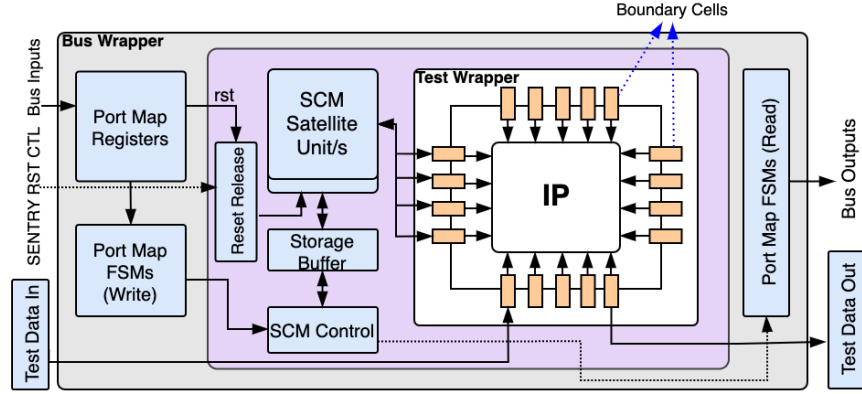 Boundary Cells
Bus Wrapper
Bus Inputs
Port Map
Registers
rst
SCM
Satellite
Unit/s
Test Wrapper
SENTRY RST CTL
Reset Release
IP
Port Map FSMs (Read)
Bus Outputs
Port Map
FSMs
(Write)
Storage
Buffer
SCM Control
Test Data In
Test Data Out